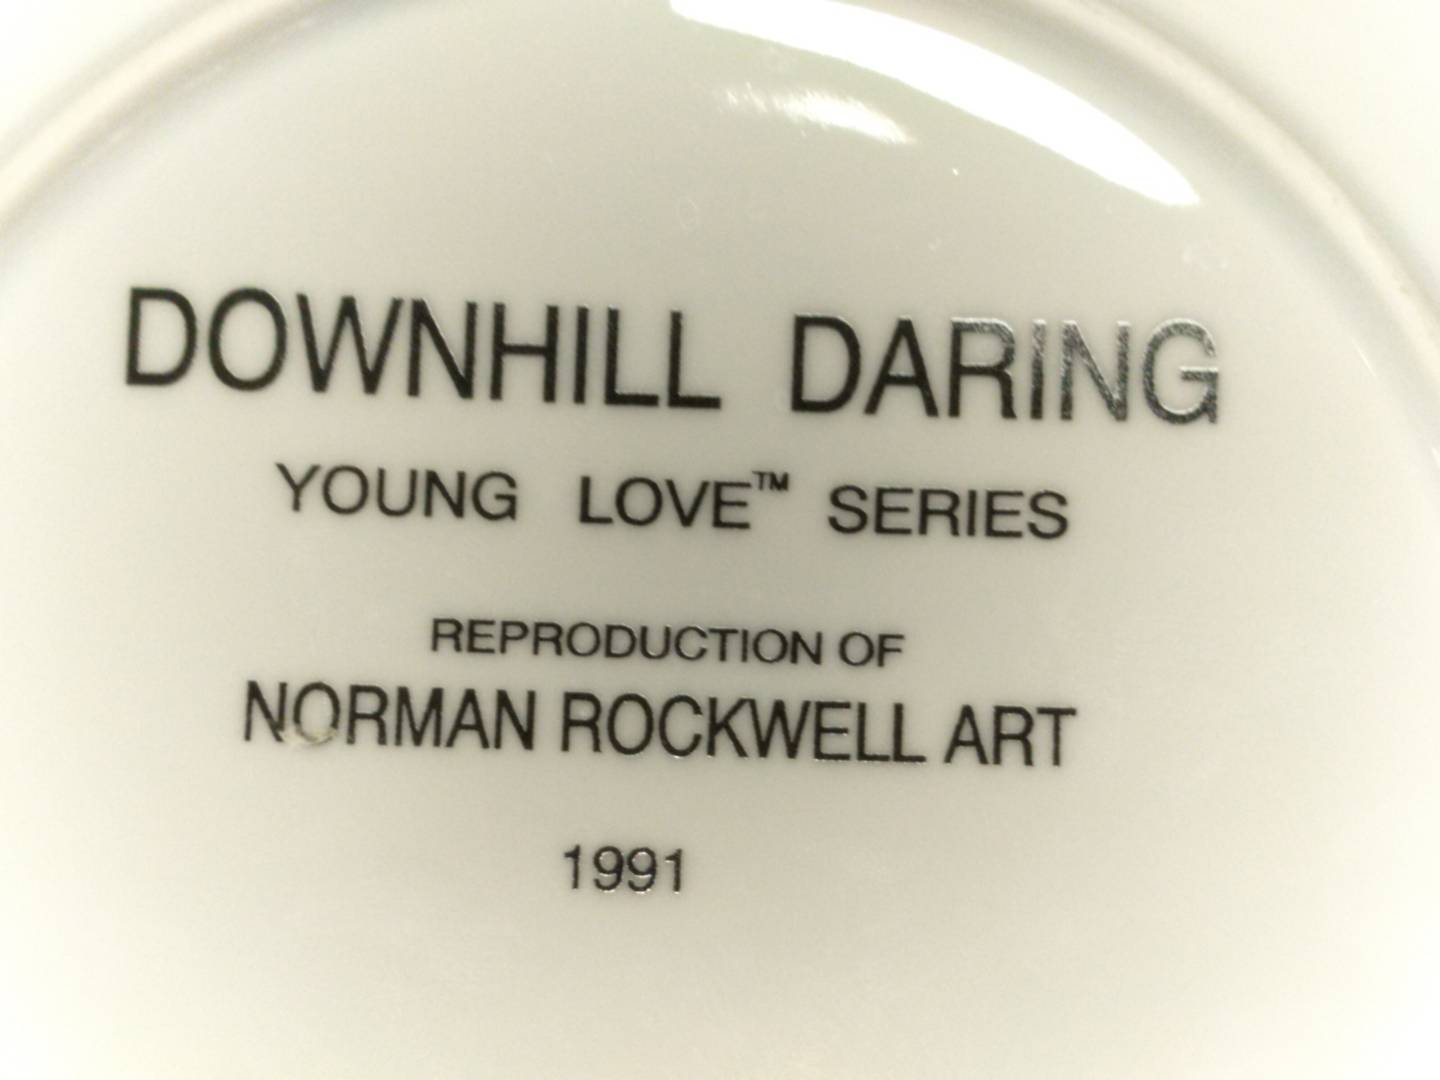 DOWNHILL DARING
YOUNG LOVE™ SERIES
REPRODUCTION OF
NORMAN ROCKWELL ART
1991